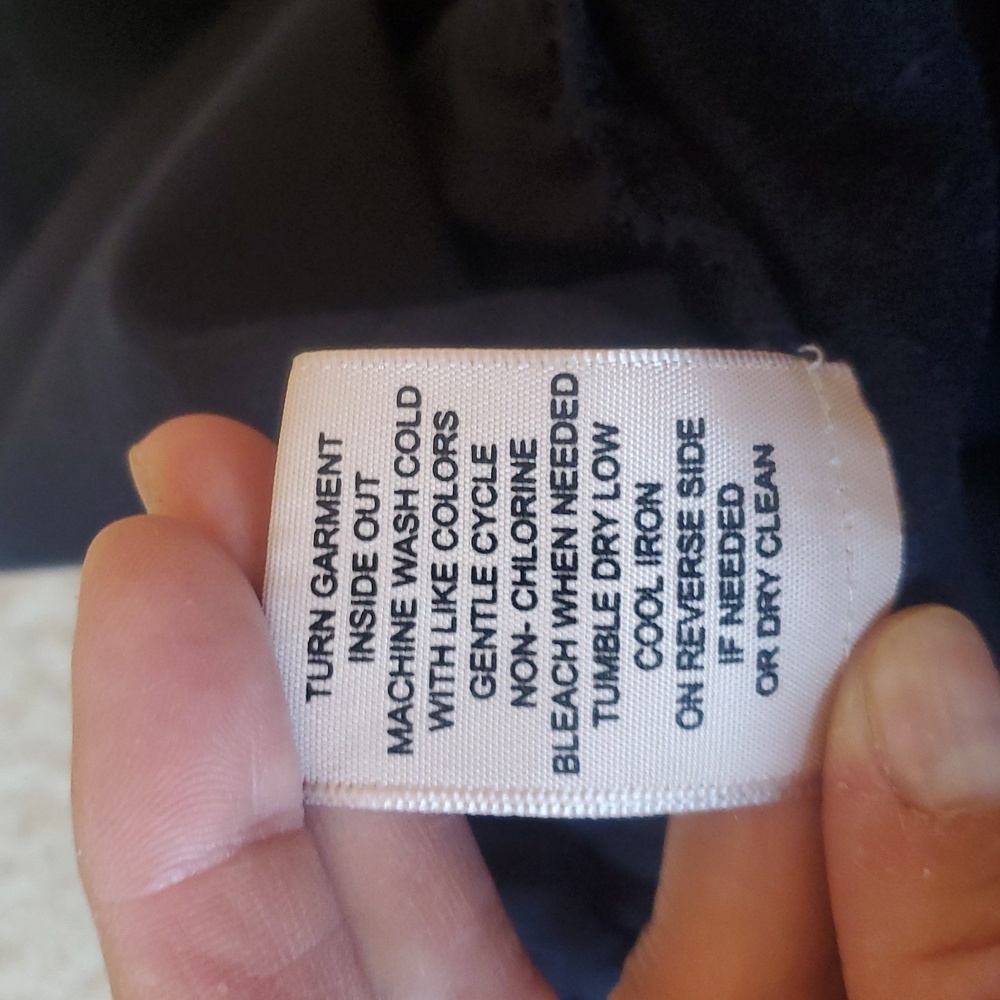 TURN GARMENT
INSIDE OUT
MACHINE WASH COLD
WITH LIKE COLORS
GENTLE CYCLE
NON- CHLORINE
BLEACH WHEN NEEDED
TUMBLE DRY LOW
COOL IRON
ON REVERSE SIDE
IF NEEDED
OR DRY CLEAN